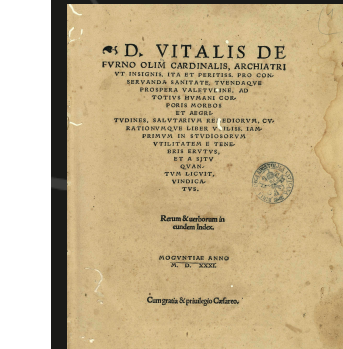 D. VITALIS DE
FVRNO OLIM CARDINALIS, ARCHIATRI
VT INSIGNIS, ITA ET PERITISS. PRO CON-
SERVANDA SANITATE, TVENDAQVE
PROSPERA VALETVDINE, AD
TOTIVS HVMANI COR-
PORIS MORBOS
ET AEGRI-
TVDINES, SALVTARIVM REMEDIORVM, CV-
RATIONVMQVE LIBER VTILISS. IAM-
PRIMVM IN STVDIOSORVM
VTILITATEM E TENE-
BRIS ERVTVS,
ET A SITV
QVAN-
TVM LICVIT,
VINDICA-
TVS.
Rerum & uerborum in
eundem Index.
MOGVNTIAE ANNO
M. D. XXXI.
Cum gratia & priuilegio Cæsareo.